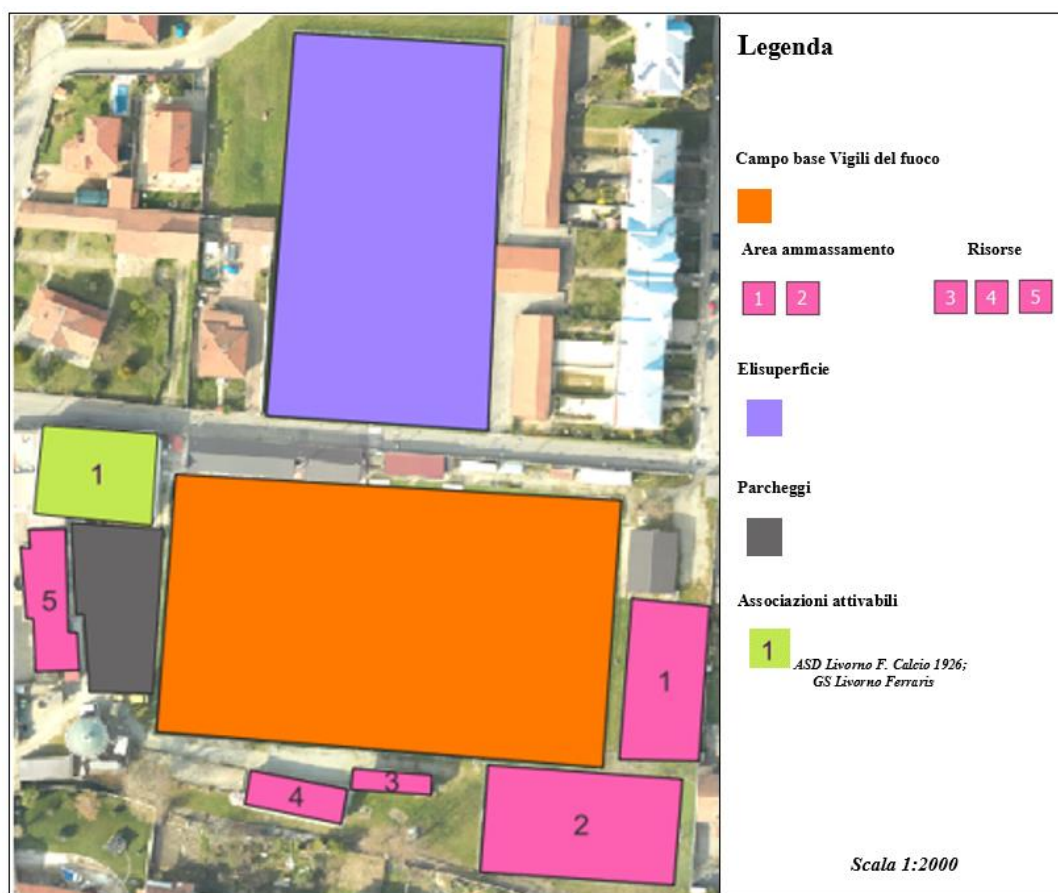 Legenda
Campo base Vigili del fuoco
Area ammassamento
Risorse
1 2
3 4 5
Elisuperficie
Parcheggi
Associazioni attivabili
1
ASD Livorno F. Calcio 1926;
GS Livorno Ferraris
Scala 1:2000
1
5
1
3
4
2